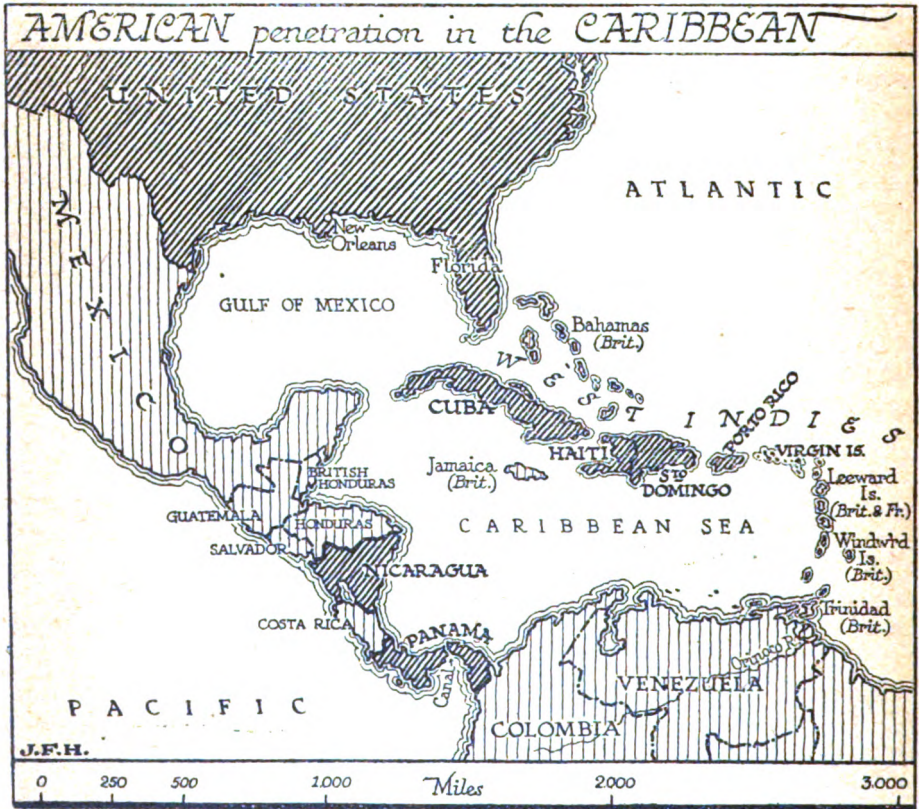 AMERICAN penetration in the CARIBBEAN
UNITED STATES
MEXICO
ATLANTIC
New
Orleans
Florida
GULF OF MEXICO
Bahamas
(Brit.)
WEST INDIES
CUBA
HAITI
STO
DOMINGO
PORTO RICO
VIRGIN IS.
Jamaica
(Brit.)
Leeward
Is.
(Brit. & Fr.)
BRITISH
HONDURAS
GUATEMALA
HONDURAS
SALVADOR
CARIBBEAN SEA
Windw'rd
Is.
(Brit.)
NICARAGUA
COSTA RICA
PANAMA
Canal
Trinidad
(Brit.)
Orinoco R.
VENEZUELA
COLOMBIA
PACIFIC
J.F.H.
0 250 500 1.000 Miles 2.000 3.000